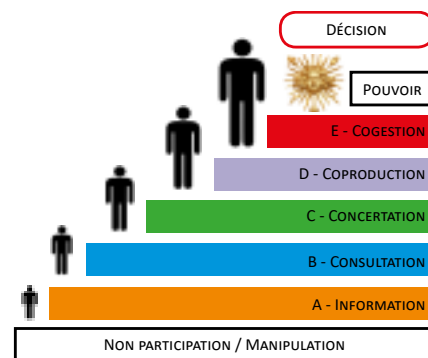 DÉCISION
POUVOIR
E - COGESTION
D - COPRODUCTION
C - CONCERTATION
B - CONSULTATION
A - INFORMATION
NON PARTICIPATION / MANIPULATION